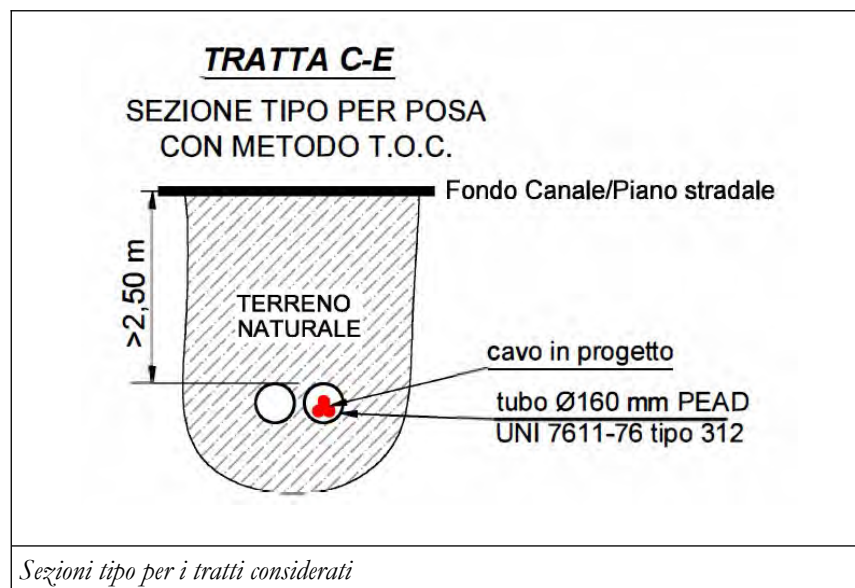 TRATTA C-E
SEZIONE TIPO PER POSA
CON METODO T.O.C.
Fondo Canale/Piano stradale
>2,50 m
TERRENO
NATURALE
cavo in progetto
tubo Ø160 mm PEAD
UNI 7611-76 tipo 312
Sezioni tipo per i tratti considerati